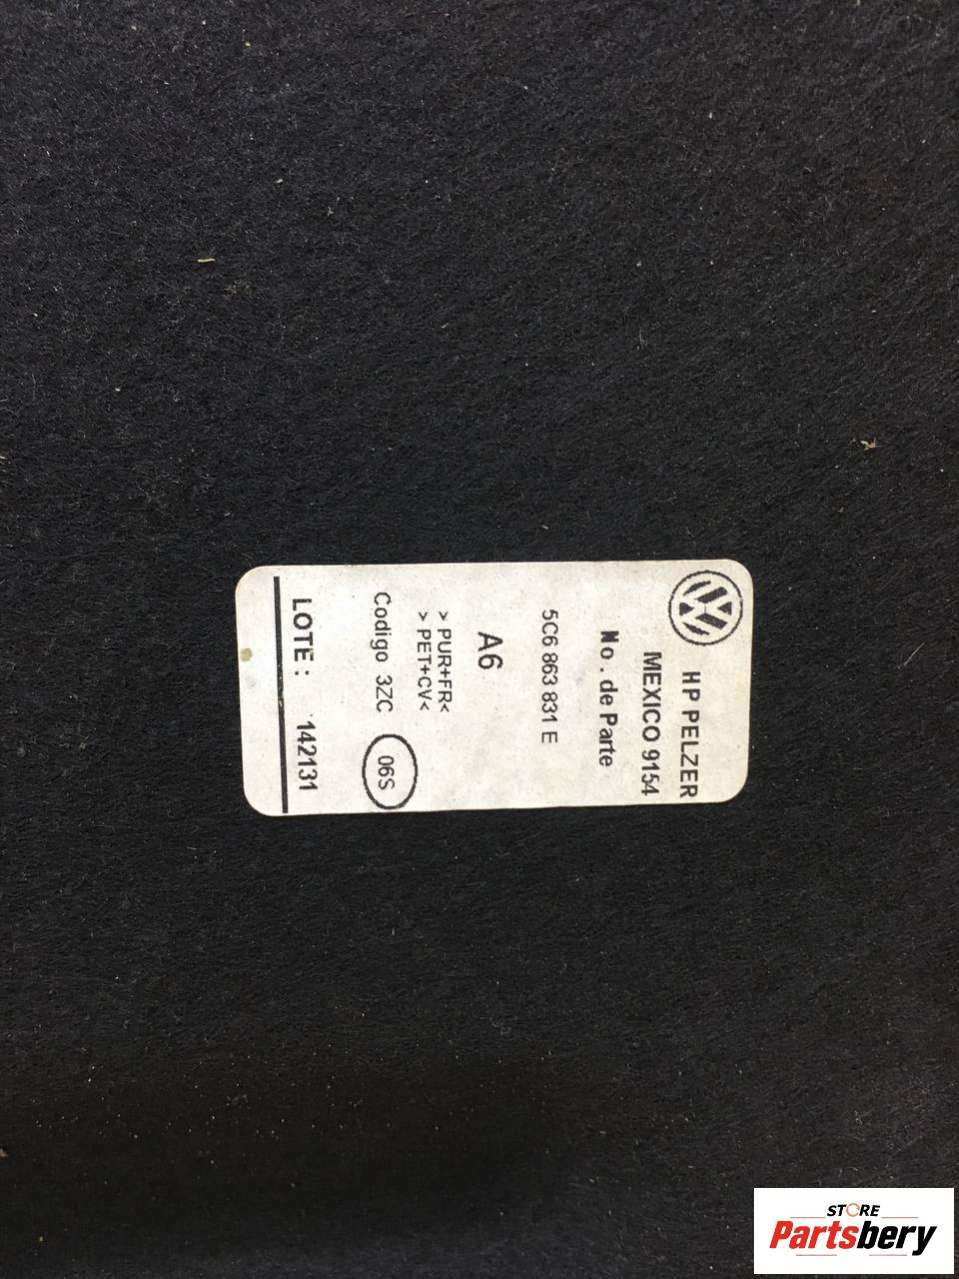 HP PELZER
MEXICO 9154
No. de Parte
5C6 863 831 E
A6
> PUR+FR<
> PET+CV<
Codigo 3ZC 06S
LOTE: 142131
STORE
Partsbery